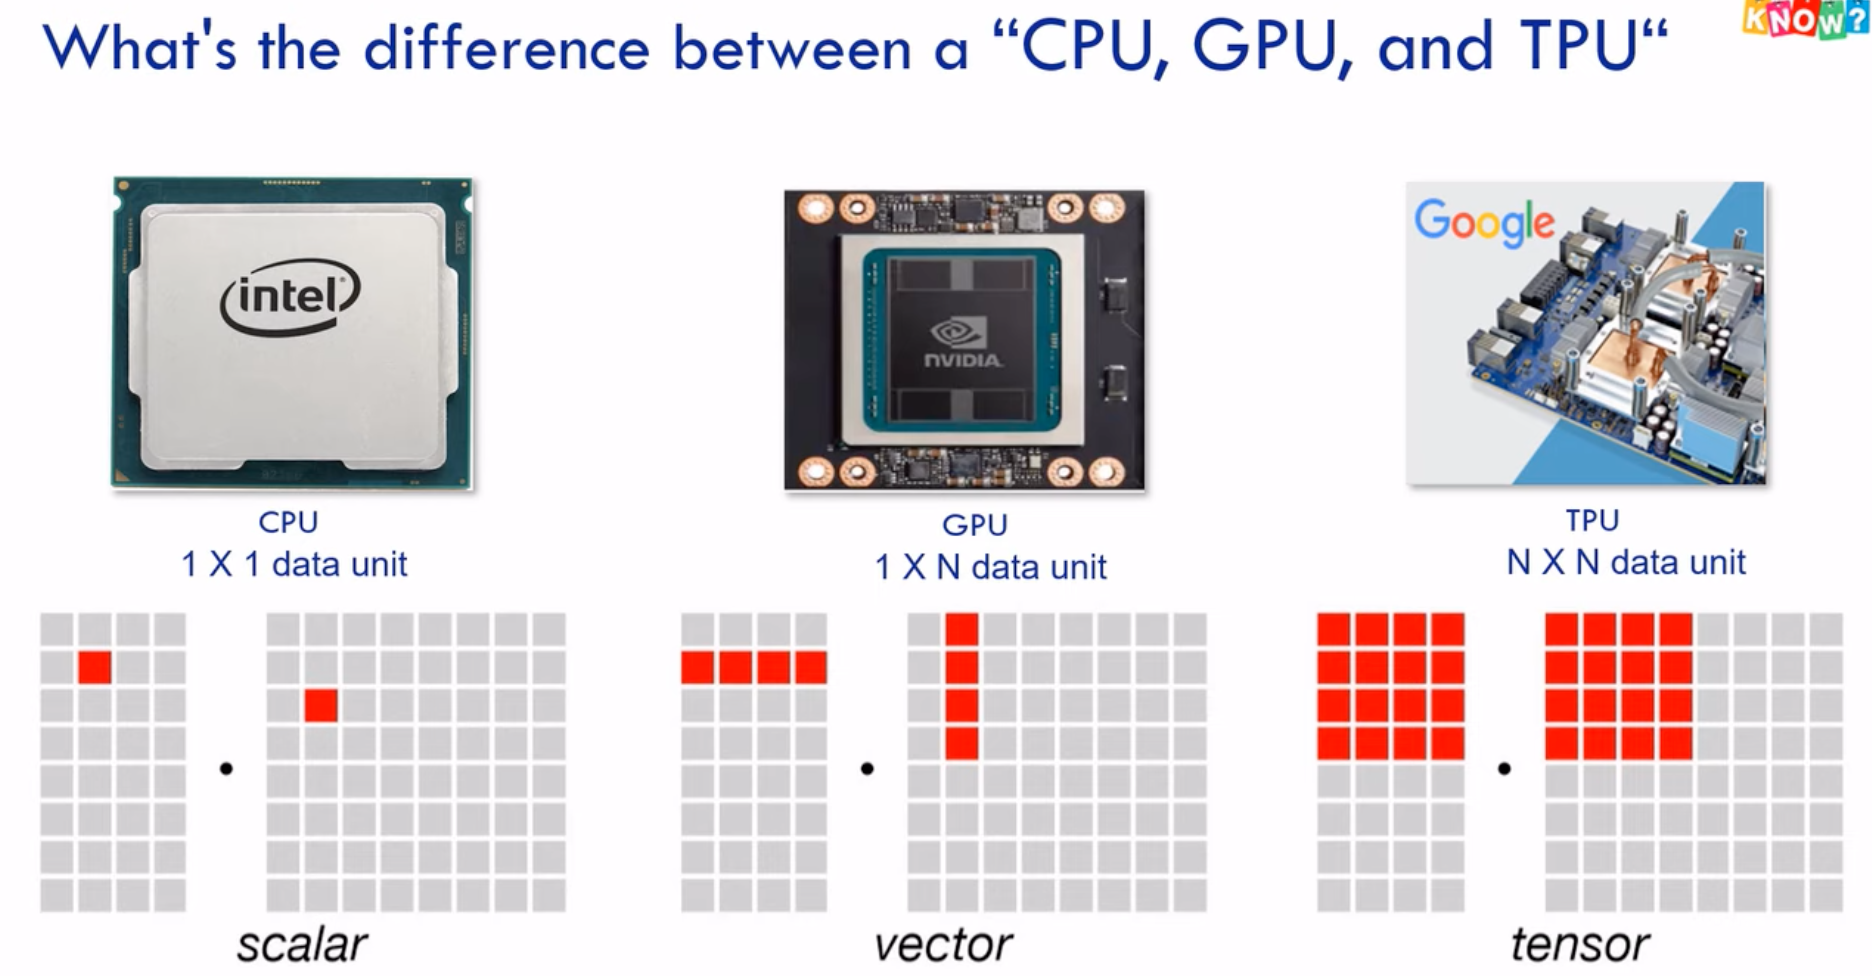 What's the difference between a “CPU, GPU, and TPU“
KNOW?
intel
NVIDIA
Google
CPU
1 X 1 data unit
GPU
1 X N data unit
TPU
N X N data unit
scalar
vector
tensor